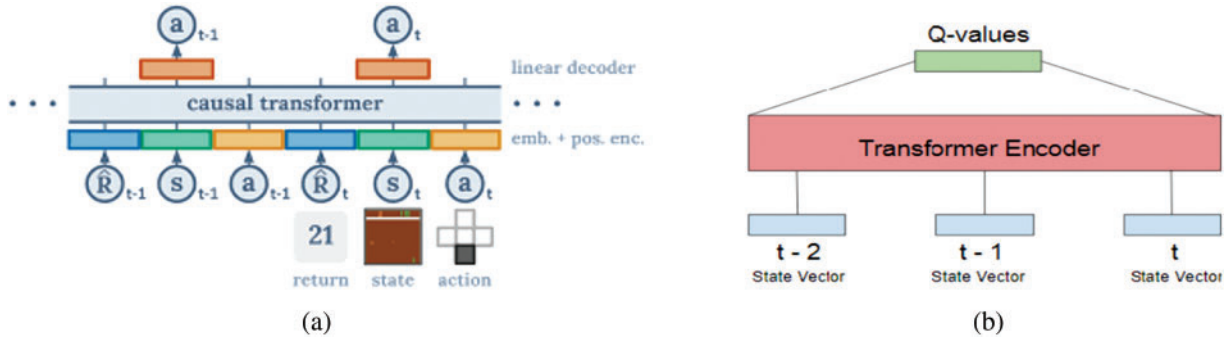 a t-1 a t
linear decoder
• • • causal transformer • • •
emb. + pos. enc.
R̂ t-1 s t-1 a t-1 R̂ t s t a t
21
return state action
(a)
Q-values
Transformer Encoder
t - 2 t - 1 t
State Vector State Vector State Vector
(b)